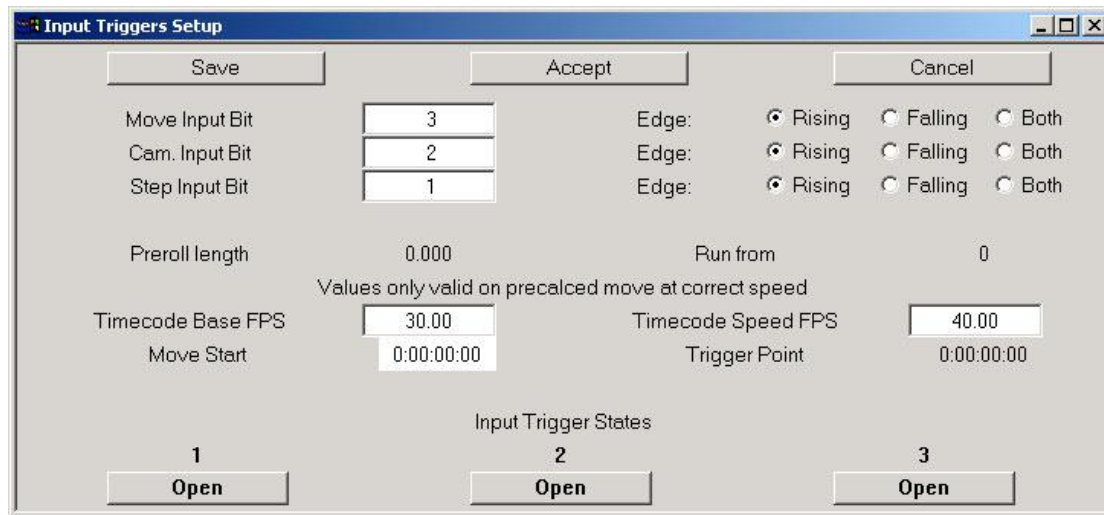 Input Triggers Setup
Save Accept Cancel
Move Input Bit 3 Edge: Rising Falling Both
Cam. Input Bit 2 Edge: Rising Falling Both
Step Input Bit 1 Edge: Rising Falling Both
Preroll length 0.000 Run from 0
Values only valid on precalced move at correct speed
Timecode Base FPS 30.00 Timecode Speed FPS 40.00
Move Start 0:00:00:00 Trigger Point 0:00:00:00
Input Trigger States
1 2 3
Open Open Open